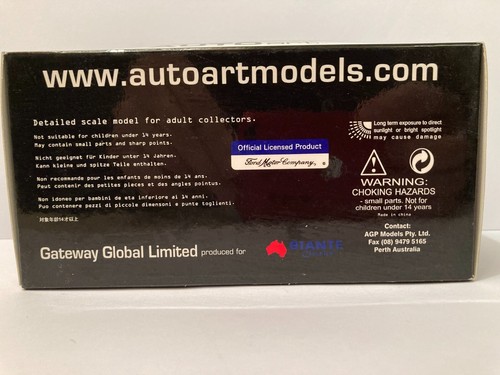 www.autoartmodels.com
Detailed scale model for adult collectors.
Not suitable for children under 14 years.
May contain small parts and sharp points.
Nicht geeignet für Kinder unter 14 Jahren.
Kann kleine und spitze Teile enthalten.
Non recommande pour les enfants de moins de 14 ans.
Peut contenir des petites pieces et des angles pointus.
Non idoneo per bambini de eta inferiore ai 14 anni.
Puo contenere pezzi di piccole dimensoni e punte toglienti.
Gateway Global Limited produced for
BIANTE
Official Licensed Product
Ford Motor Company,
Long term exposure to direct
sunlight or bright spotlight
may cause damage
WARNING:
CHOKING HAZARDS
- small parts. Not for
children under 14 years
Made in china
Contact:
AGP Models Pty. Ltd.
Fax (08) 9479 5165
Perth Australia